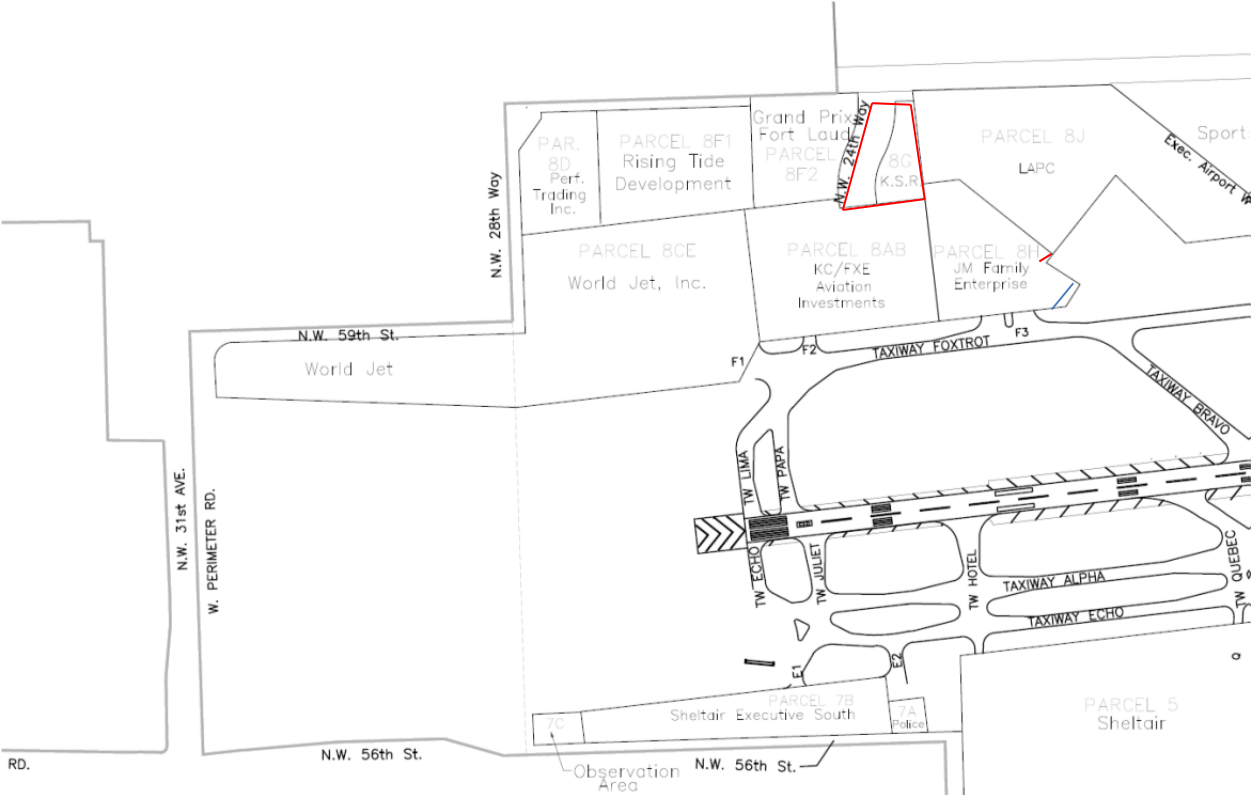 Grand Prix
Fort Laud
PARCEL
8F2
N.W. 24th Way
PAR.
8D
Perf.
Trading
Inc.
PARCEL 8F1
Rising Tide
Development
8G
K.S.R.
PARCEL 8J
LAPC
Sport
Exec. Airport W
N.W. 28th Way
PARCEL 8CE
World Jet, Inc.
PARCEL 8AB
KC/FXE
Aviation
Investments
PARCEL 8H
JM Family
Enterprise
N.W. 59th St.
World Jet
F1
F2
F3
TAXIWAY FOXTROT
TAXIWAY BRAVO
TW LIMA
TW PAPA
N.W. 31st AVE.
W. PERIMETER RD.
TW ECHO
TW JULIET
TW HOTEL
TAXIWAY ALPHA
TAXIWAY ECHO
TW QUEBEC
E1
E2
PARCEL 7B
Sheltair Executive South
7C
7A
Police
PARCEL 5
Sheltair
RD.
N.W. 56th St.
N.W. 56th St.
Observation
Area